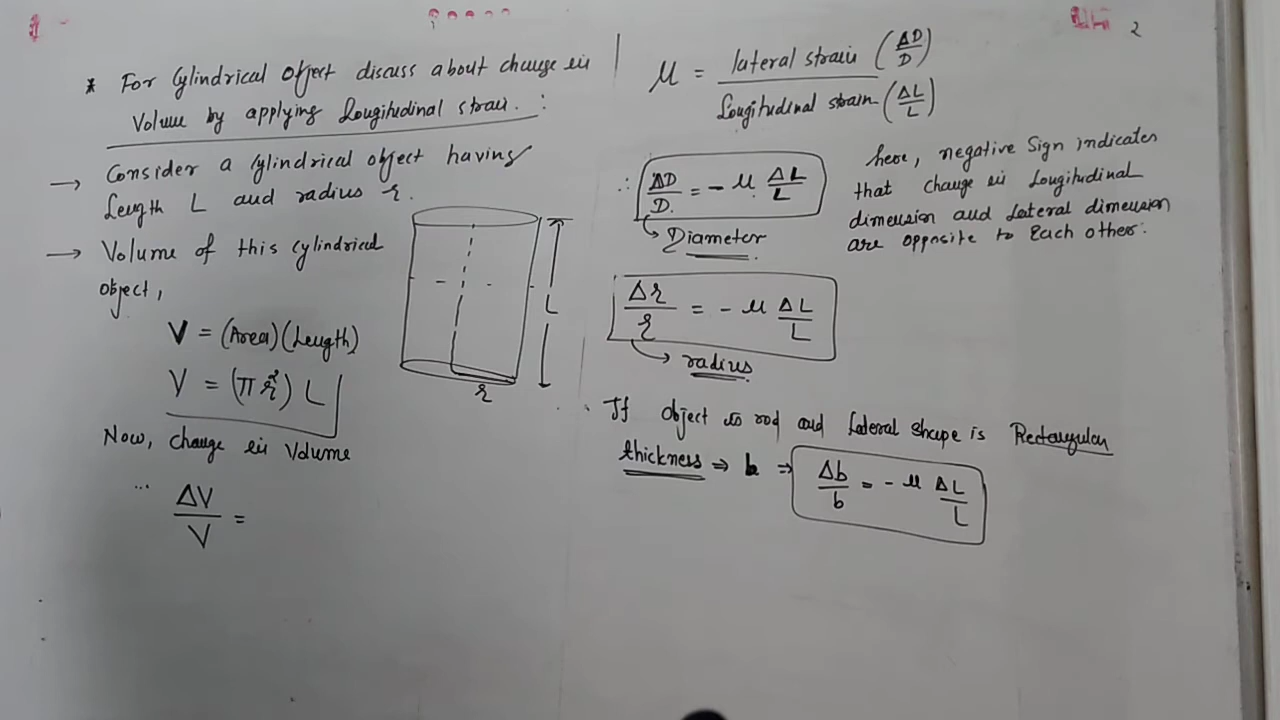 * For Cylindrical Object discuss about change in
Volume by applying Longitudinal strain. :
→ Consider a Cylindrical object having
Length L and radius r.
→ Volume of this cylindrical
object,
V = (Area)(Length)
V = (πr²) L
Now, change in Volume
... ΔV/V =
L
r
2
μ = lateral strain (ΔD/D) / Longitudinal strain (ΔL/L)
∴ ΔD/D = - μ ΔL/L
→ Diameter
here, negative Sign indicates
that change in Longitudinal
dimension and lateral dimension
are opposite to Each other.
Δr/r = - μ ΔL/L
→ radius
If object is rod and lateral shape is Rectangular
thickness ⇒ b ⇒ Δb/b = - μ ΔL/L